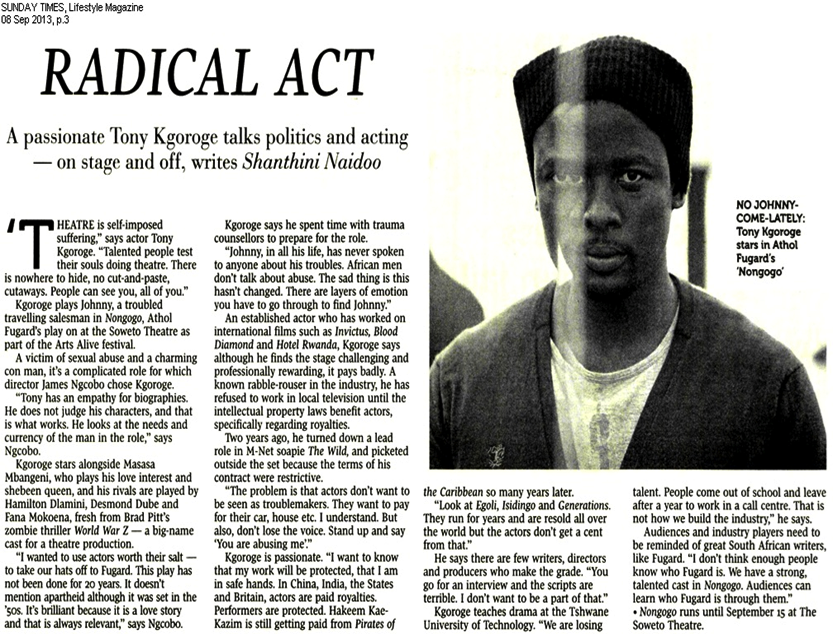 SUNDAY TIMES, Lifestyle Magazine
08 Sep 2013, p.3
RADICAL ACT
A passionate Tony Kgoroge talks politics and acting
— on stage and off, writes Shanthini Naidoo
‘THEATRE is self-imposed
suffering,” says actor Tony
Kgoroge. “Talented people test
their souls doing theatre. There
is nowhere to hide, no cut-and-paste,
cutaways. People can see you, all of you.”
Kgoroge plays Johnny, a troubled
travelling salesman in Nongogo, Athol
Fugard’s play on at the Soweto Theatre as
part of the Arts Alive festival.
A victim of sexual abuse and a charming
con man, it’s a complicated role for which
director James Ngcobo chose Kgoroge.
“Tony has an empathy for biographies.
He does not judge his characters, and that
is what works. He looks at the needs and
currency of the man in the role,” says
Ngcobo.
Kgoroge stars alongside Masasa
Mbangeni, who plays his love interest and
shebeen queen, and his rivals are played by
Hamilton Dlamini, Desmond Dube and
Fana Mokoena, fresh from Brad Pitt’s
zombie thriller World War Z — a big-name
cast for a theatre production.
“I wanted to use actors worth their salt —
to take our hats off to Fugard. This play has
not been done for 20 years. It doesn’t
mention apartheid although it was set in the
’50s. It’s brilliant because it is a love story
and that is always relevant,” says Ngcobo.
Kgoroge says he spent time with trauma
counsellors to prepare for the role.
“Johnny, in all his life, has never spoken
to anyone about his troubles. African men
don’t talk about abuse. The sad thing is this
hasn’t changed. There are layers of emotion
you have to go through to find Johnny.”
An established actor who has worked on
international films such as Invictus, Blood
Diamond and Hotel Rwanda, Kgoroge says
although he finds the stage challenging and
professionally rewarding, it pays badly. A
known rabble-rouser in the industry, he has
refused to work in local television until the
intellectual property laws benefit actors,
specifically regarding royalties.
Two years ago, he turned down a lead
role in M-Net soapie The Wild, and picketed
outside the set because the terms of his
contract were restrictive.
“The problem is that actors don’t want to
be seen as troublemakers. They want to pay
for their car, house etc. I understand. But
also, don’t lose the voice. Stand up and say
‘You are abusing me’.”
Kgoroge is passionate. “I want to know
that my work will be protected, that I am
in safe hands. In China, India, the States
and Britain, actors are paid royalties.
Performers are protected. Hakeem Kae-
Kazim is still getting paid from Pirates of
the Caribbean so many years later.
“Look at Egoli, Isidingo and Generations.
They run for years and are resold all over
the world but the actors don’t get a cent
from that.”
He says there are few writers, directors
and producers who make the grade. “You
go for an interview and the scripts are
terrible. I don’t want to be a part of that.”
Kgoroge teaches drama at the Tshwane
University of Technology. “We are losing
talent. People come out of school and leave
after a year to work in a call centre. That is
not how we build the industry,” he says.
Audiences and industry players need to
be reminded of great South African writers,
like Fugard. “I don’t think enough people
know who Fugard is. We have a strong,
talented cast in Nongogo. Audiences can
learn who Fugard is through them.”
• Nongogo runs until September 15 at The
Soweto Theatre.
NO JOHNNY-
COME-LATELY:
Tony Kgoroge
stars in Athol
Fugard’s
‘Nongogo’